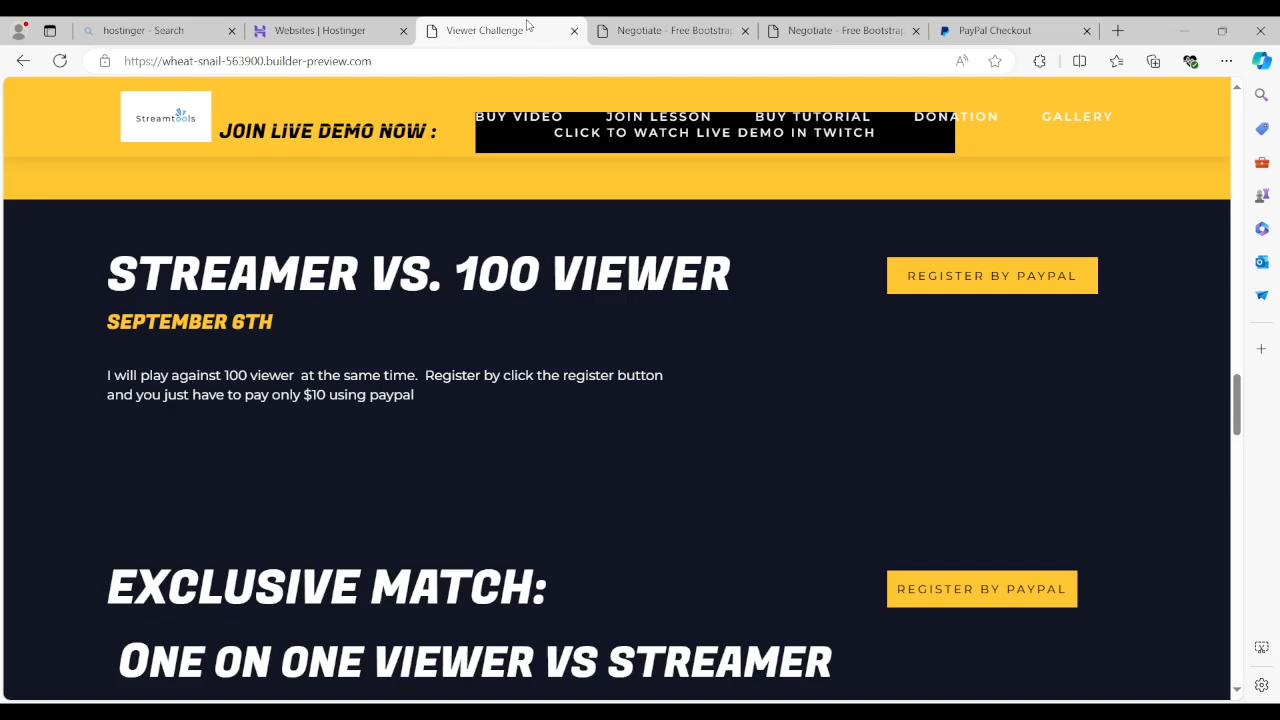 hostinger - Search
Websites | Hostinger
Viewer Challenge
Negotiate - Free Bootstrap
Negotiate - Free Bootstrap
PayPal Checkout
https://wheat-snail-563900.builder-preview.com
Streamtools
JOIN LIVE DEMO NOW :
BUY VIDEO
JOIN LESSON
BUY TUTORIAL
DONATION
GALLERY
CLICK TO WATCH LIVE DEMO IN TWITCH
STREAMER VS. 100 VIEWER
REGISTER BY PAYPAL
SEPTEMBER 6TH
I will play against 100 viewer at the same time. Register by click the register button
and you just have to pay only $10 using paypal
EXCLUSIVE MATCH:
REGISTER BY PAYPAL
ONE ON ONE VIEWER VS STREAMER